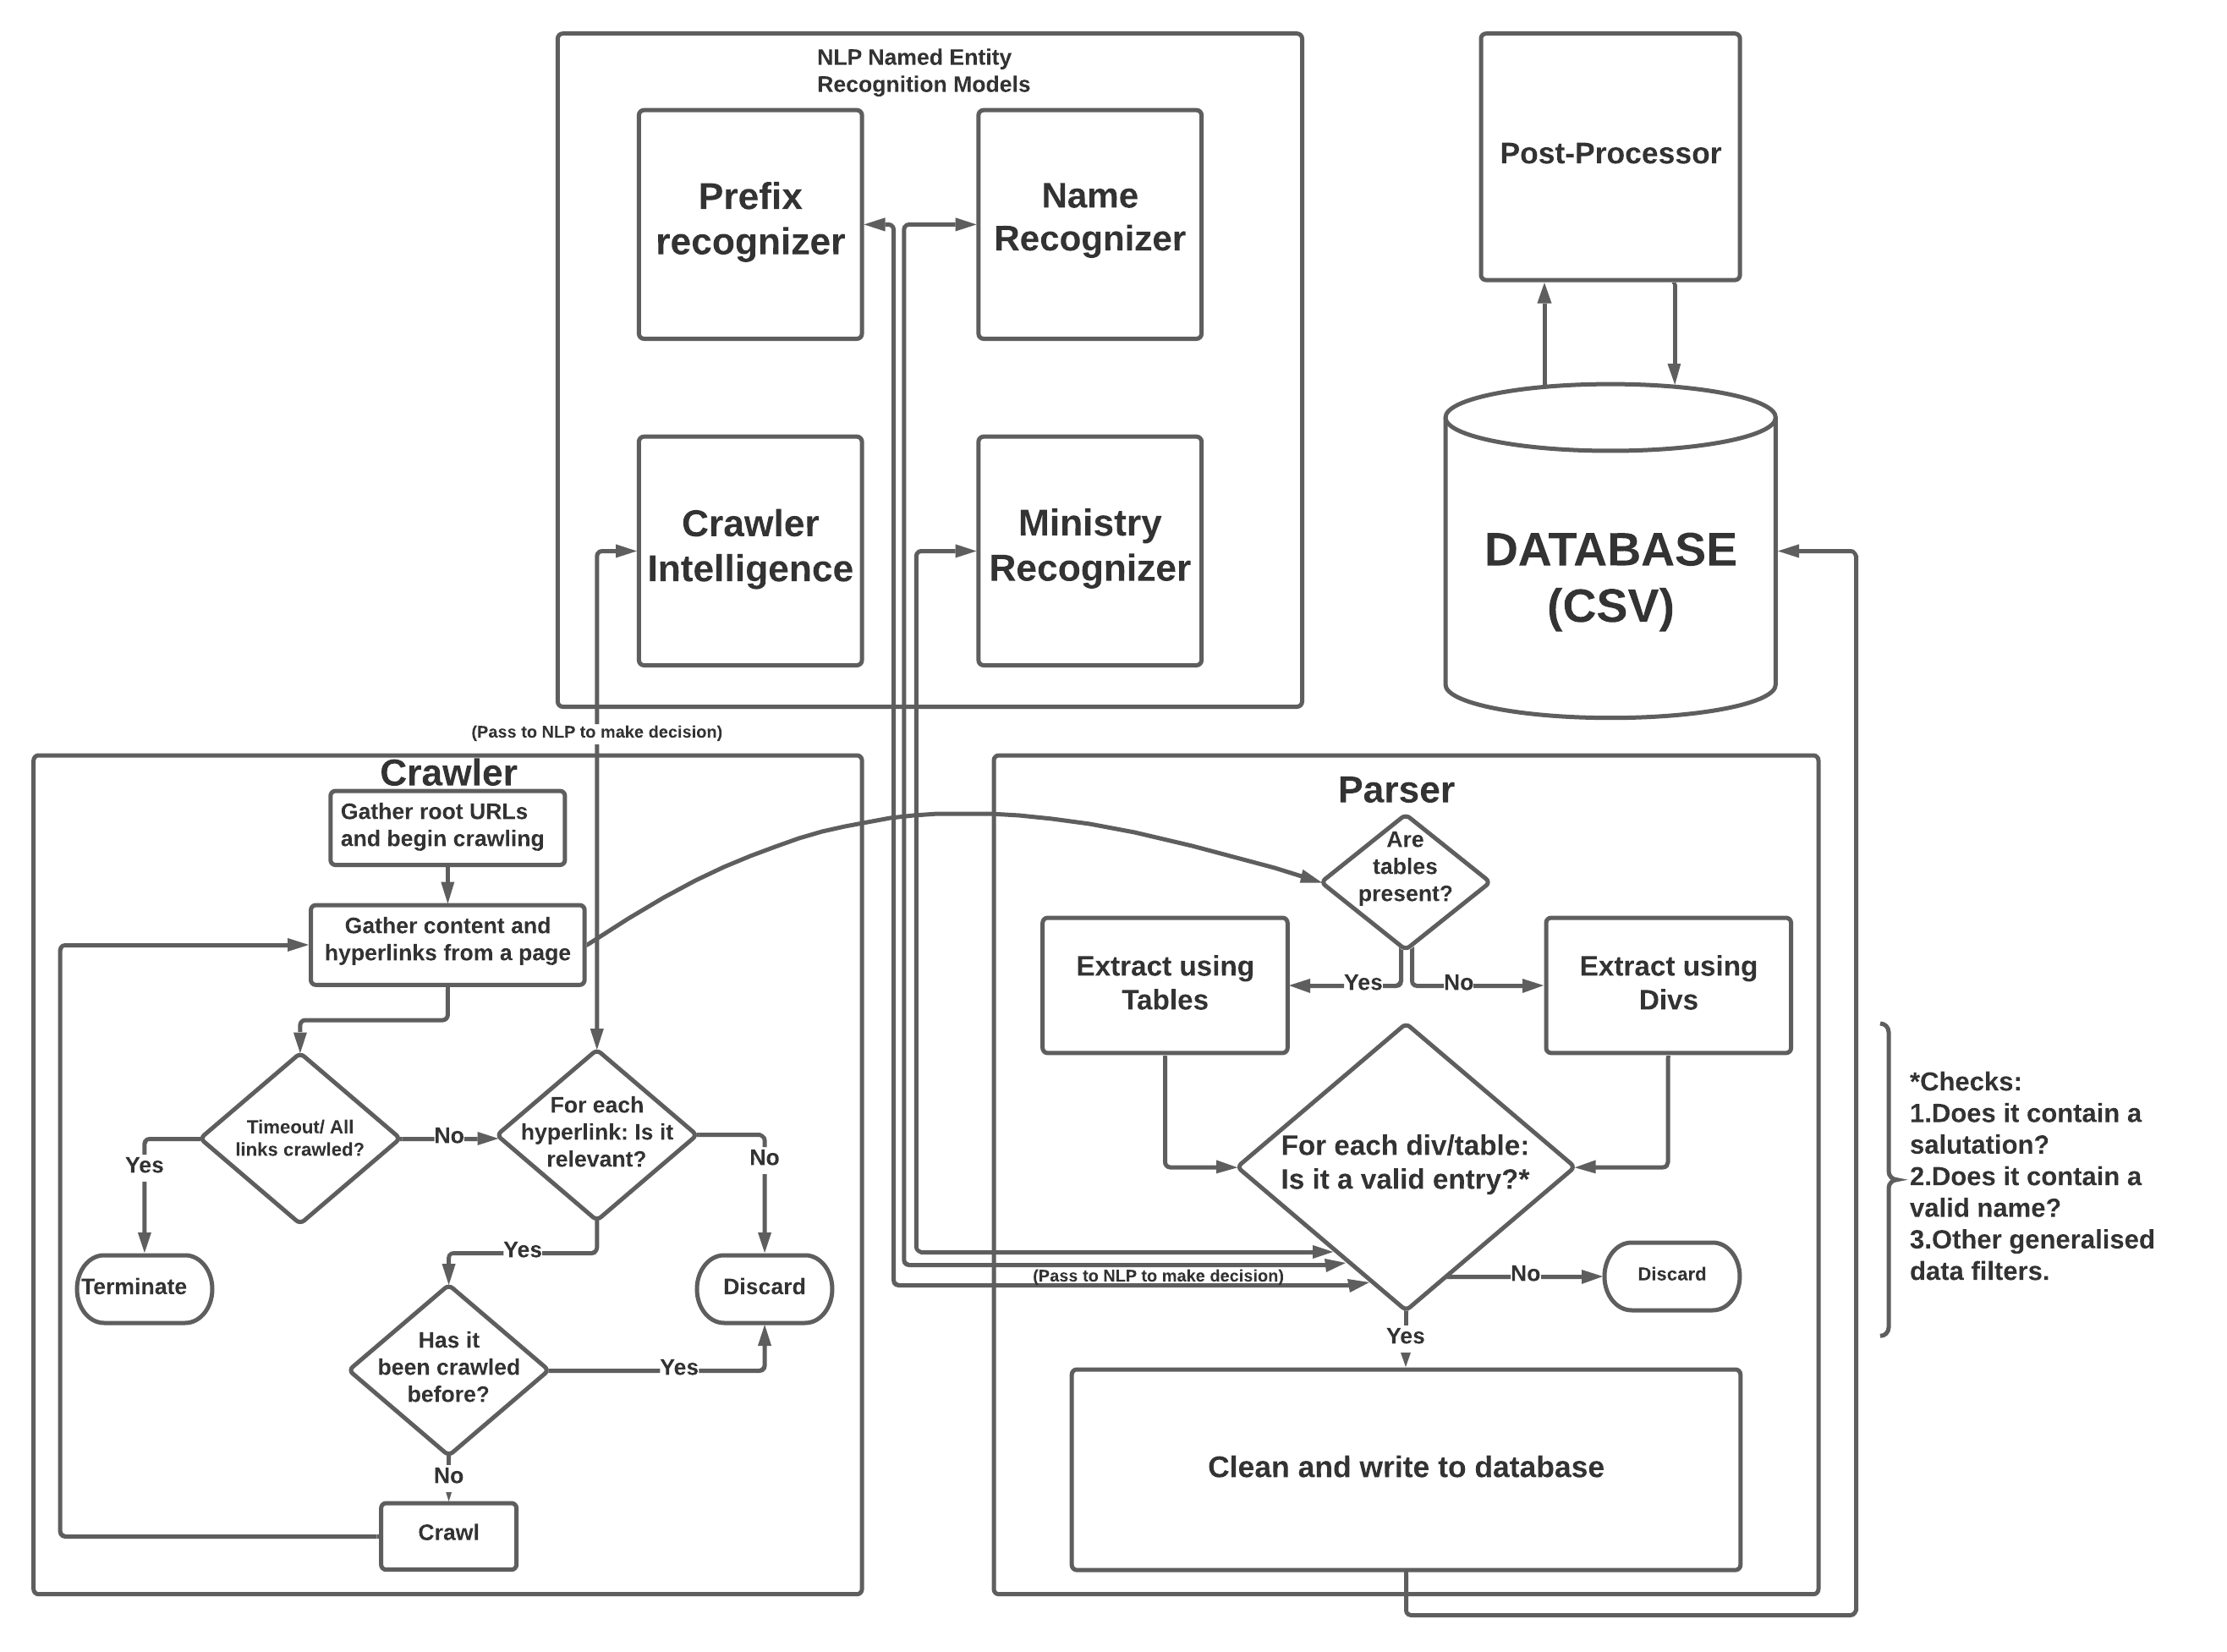 NLP Named Entity
Recognition Models
Prefix
recognizer
Name
Recognizer
Post-Processor
Crawler
Intelligence
Ministry
Recognizer
DATABASE
(CSV)
(Pass to NLP to make decision)
Crawler
Gather root URLs
and begin crawling
Gather content and
hyperlinks from a page
Timeout/ All
links crawled?
No
For each
hyperlink: Is it
relevant?
Yes
No
Yes
Terminate
Discard
Has it
been crawled
before?
Yes
No
Crawl
Parser
Are
tables
present?
Extract using
Tables
Yes
No
Extract using
Divs
For each div/table:
Is it a valid entry?*
(Pass to NLP to make decision)
No
Discard
Yes
Clean and write to database
*Checks:
1.Does it contain a
salutation?
2.Does it contain a
valid name?
3.Other generalised
data filters.